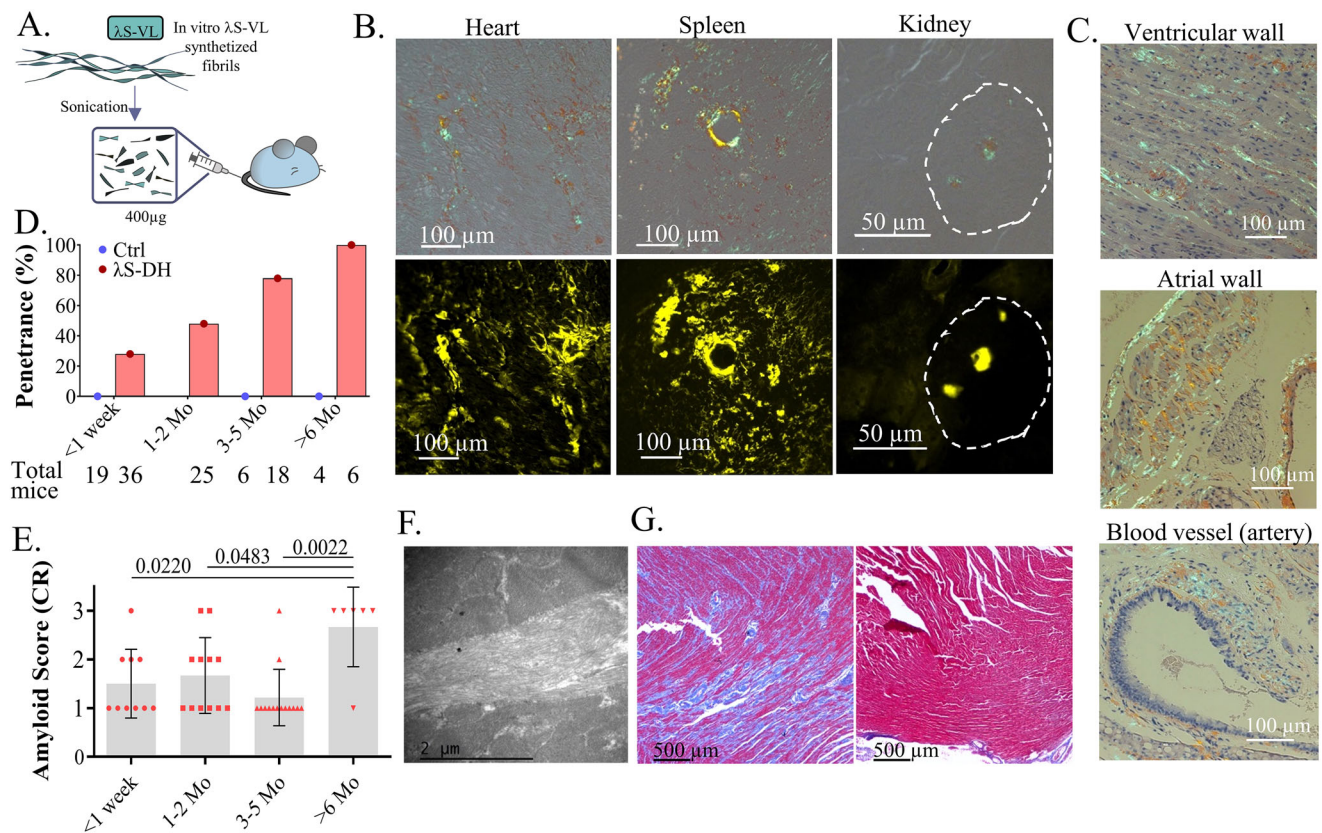 A.
λS-VL
In vitro λS-VL
synthetized
fibrils
Sonication
400µg
B.
Heart
Spleen
Kidney
100 µm
100 µm
50 µm
100 µm
100 µm
50 µm
C.
Ventricular wall
100 µm
Atrial wall
100 µm
Blood vessel (artery)
100 µm
D.
Penetrance (%)
100
80
60
40
20
0
Ctrl
λS-DH
<1 week
1-2 Mo
3-5 Mo
>6 Mo
Total
mice
19 36 25 6 18 4 6
E.
Amyloid Score (CR)
3
2
1
0
0.0220
0.0483
0.0022
<1 week
1-2 Mo
3-5 Mo
>6 Mo
F.
2 µm
G.
500 µm
500 µm